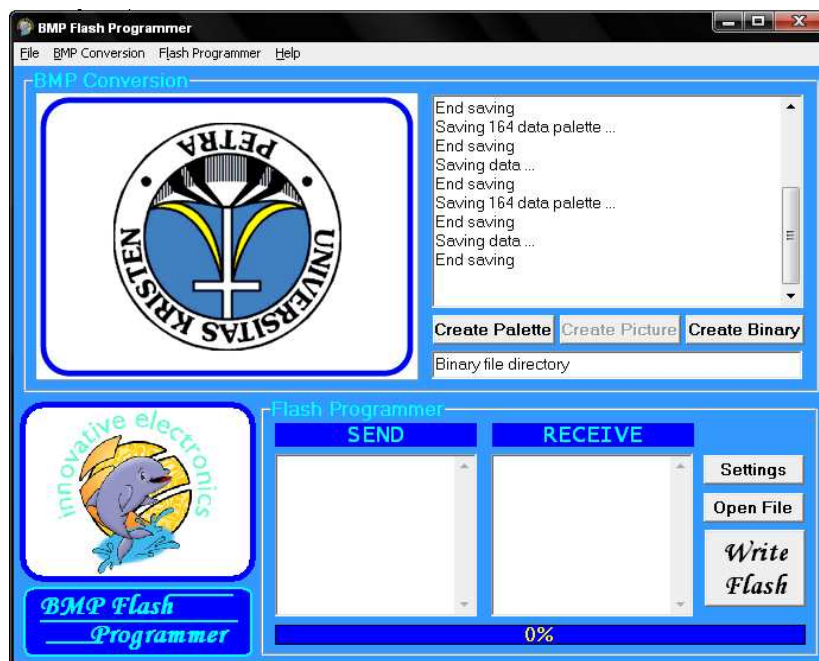 BMP Flash Programmer
File BMP Conversion Flash Programmer Help
BMP Conversion
UNIVERSITAS KRISTEN
PETRA
End saving
Saving 164 data palette ...
End saving
Saving data ...
End saving
Saving 164 data palette ...
End saving
Saving data ...
End saving
Create Palette Create Picture Create Binary
Binary file directory
innovative electronics
BMP Flash
Programmer
Flash Programmer
SEND RECEIVE
Settings
Open File
Write
Flash
0%